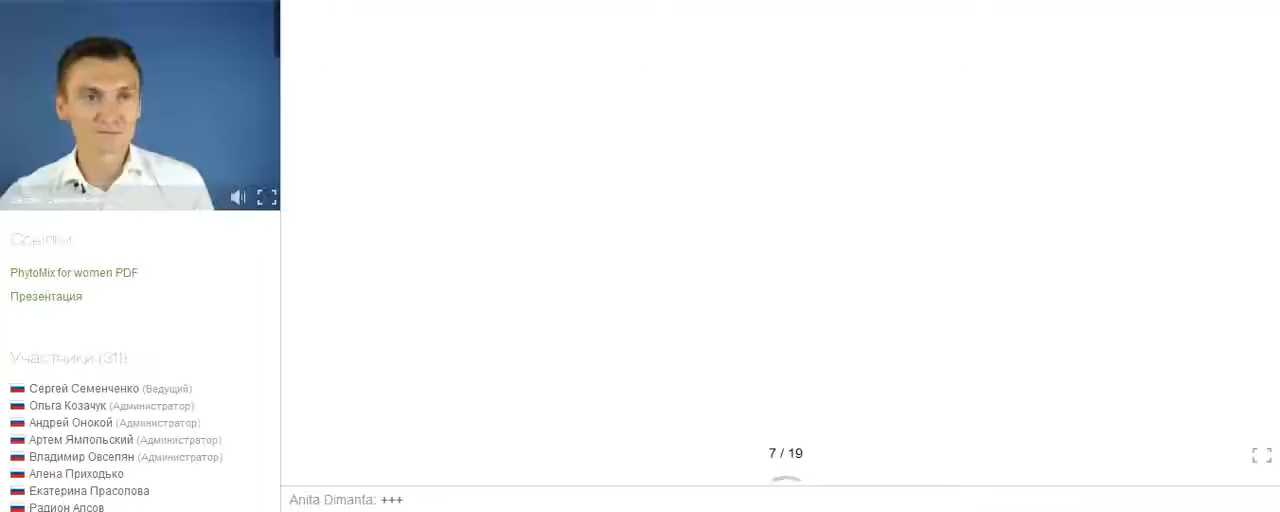 Ссылки
PhytoMix for women PDF
Презентация
Участники (31)
Сергей Семенченко (Ведущий)
Ольга Козачук (Администратор)
Андрей Онокой (Администратор)
Артем Ямпольский (Администратор)
Владимир Овсепян (Администратор)
Алена Приходько
Екатерина Прасолова
Радион Алсов
7 / 19
Anita Dimanta: +++